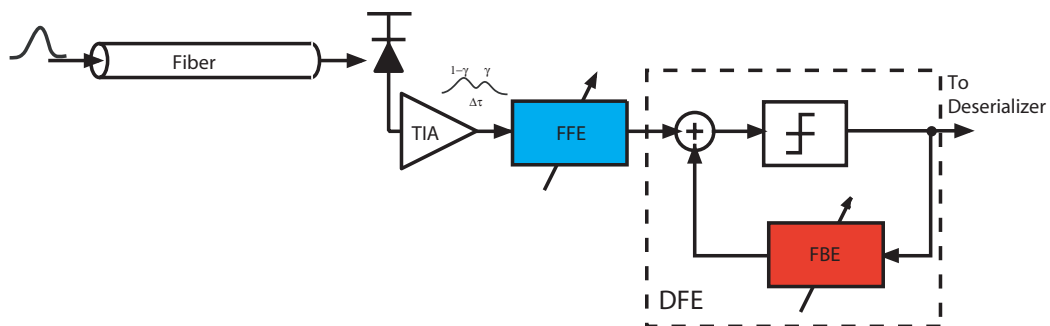 Fiber
1−γ γ
Δτ
TIA
FFE
To
Deserializer
FBE
DFE